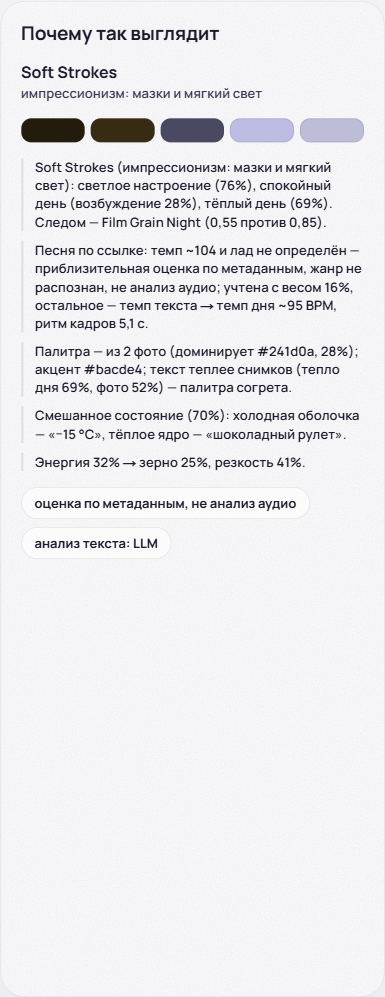 Почему так выглядит
Soft Strokes
импрессионизм: мазки и мягкий свет
Soft Strokes (импрессионизм: мазки и мягкий
свет): светлое настроение (76%), спокойный
день (возбуждение 28%), тёплый день (69%).
Следом — Film Grain Night (0,55 против 0,85).
Песня по ссылке: темп ~104 и лад не определён —
приблизительная оценка по метаданным, жанр не
распознан, не анализ аудио; учтена с весом 16%,
остальное — темп текста → темп дня ~95 BPM,
ритм кадров 5,1 с.
Палитра — из 2 фото (доминирует #241d0a, 28%);
акцент #bacde4; текст теплее снимков (тепло
дня 69%, фото 52%) — палитра согрета.
Смешанное состояние (70%): холодная оболочка
— «−15 °C», тёплое ядро — «шоколадный рулет».
Энергия 32% → зерно 25%, резкость 41%.
оценка по метаданным, не анализ аудио
анализ текста: LLM